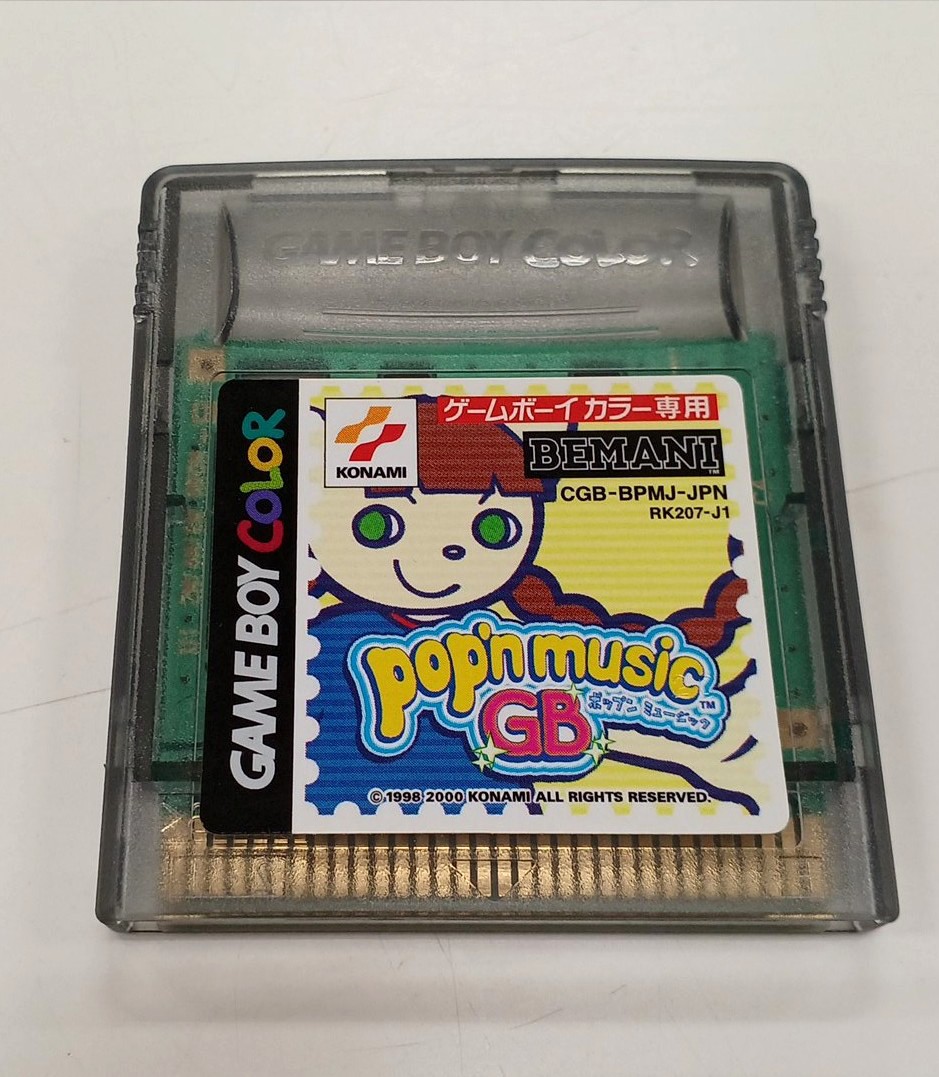 GAME BOY COLOR
GAME BOY COLOR
KONAMI
ゲームボーイカラー専用
BEMANI™
CGB-BPMJ-JPN
RK207-J1
pop'n music™
GB
ポップンミュージック
©1998 2000 KONAMI ALL RIGHTS RESERVED.